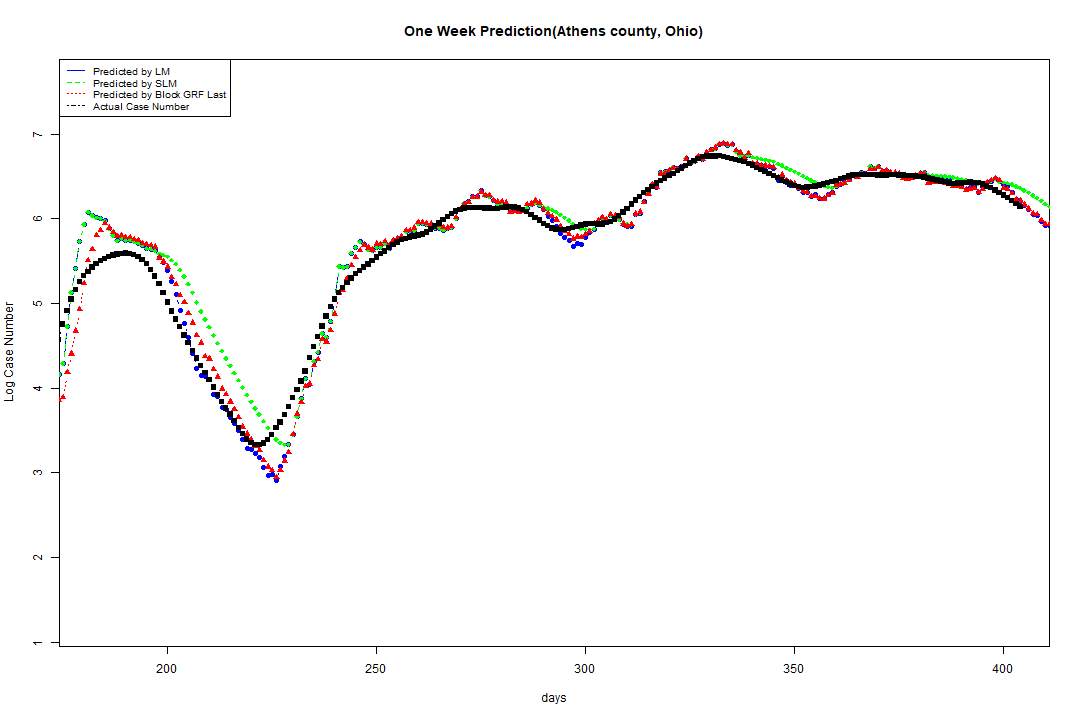 One Week Prediction(Athens county, Ohio)
Predicted by LM
Predicted by SLM
Predicted by Block GRF Last
Actual Case Number
7
6
5
4
3
2
1
Log Case Number
200 250 300 350 400
days